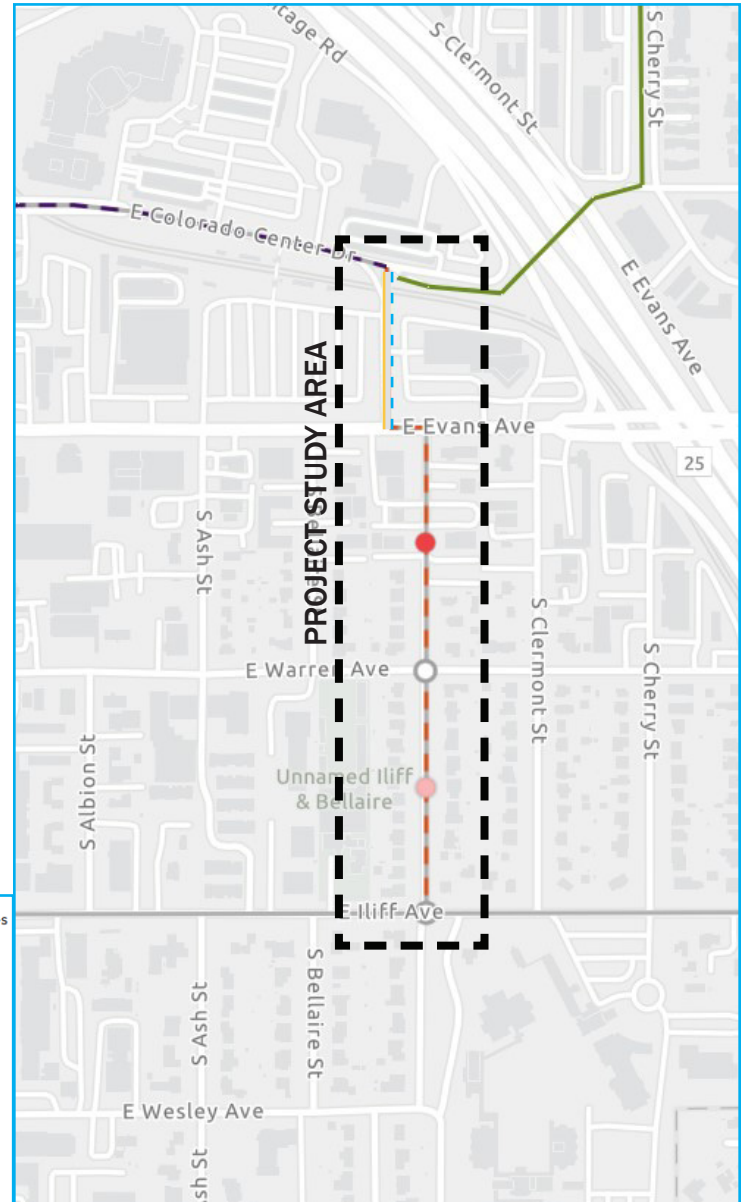 S Clermont St
S Cherry St
E Colorado Center Dr
E Evans Ave
PROJECT STUDY AREA
E Evans Ave
25
S Ash St
S Clermont St
E Warren Ave
S Cherry St
S Albion St
Unnamed Iliff
& Bellaire
E Iliff Ave
S Ash St
S Bellaire St
E Wesley Ave